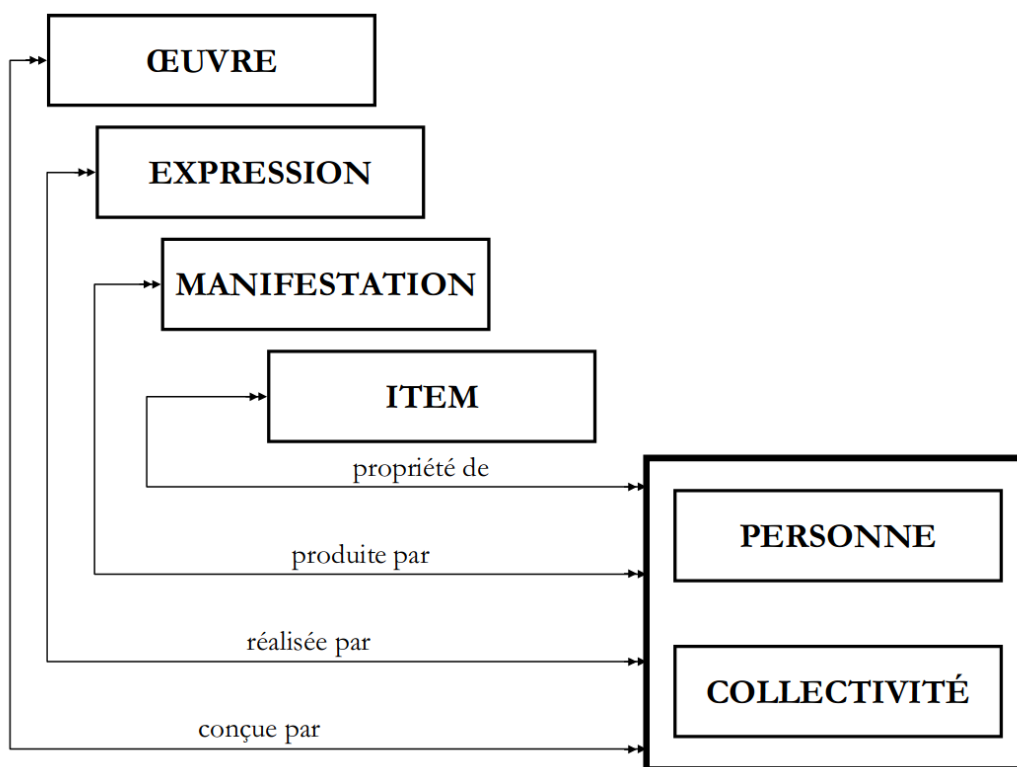 ŒUVRE
EXPRESSION
MANIFESTATION
ITEM
propriété de
PERSONNE
produite par
réalisée par
COLLECTIVITÉ
conçue par